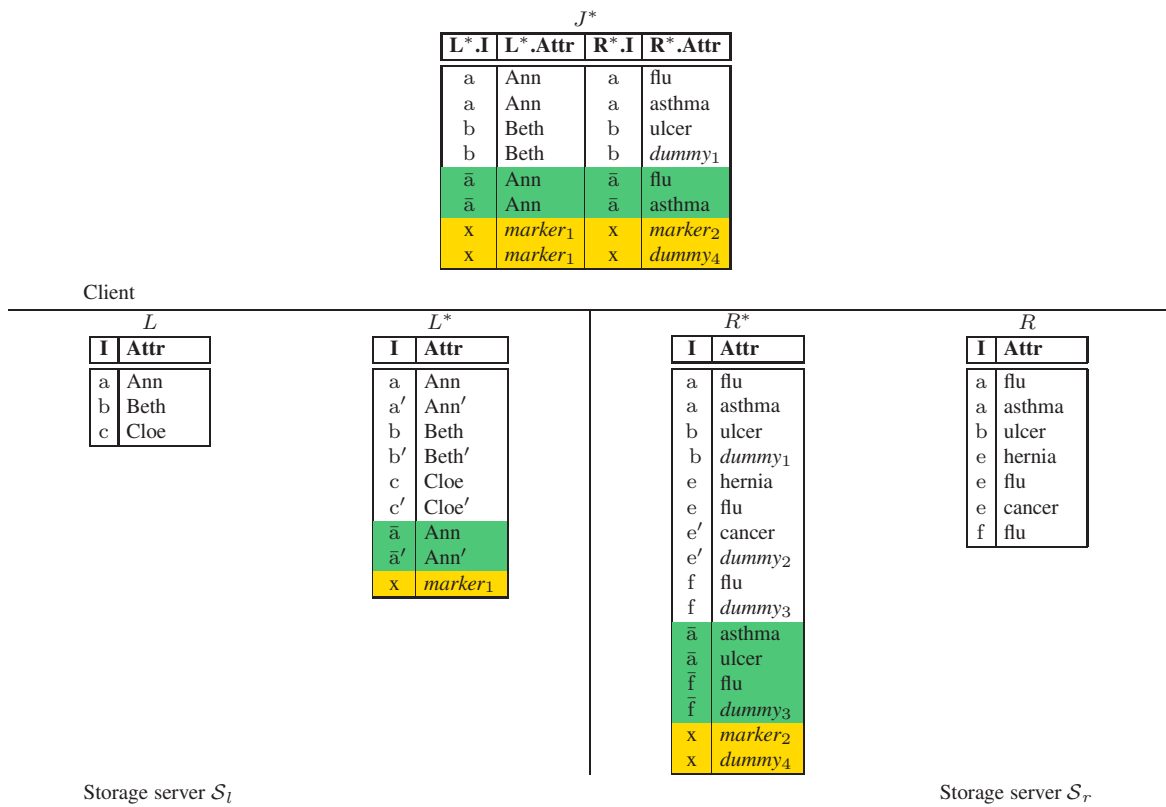 J*
L*.I L*.Attr R*.I R*.Attr
a Ann a flu
a Ann a asthma
b Beth b ulcer
b Beth b dummy₁
ā Ann ā flu
ā Ann ā asthma
x marker₁ x marker₂
x marker₁ x dummy₄
Client
L
I Attr
a Ann
b Beth
c Cloe
L*
I Attr
a Ann
a′ Ann′
b Beth
b′ Beth′
c Cloe
c′ Cloe′
ā Ann
ā′ Ann′
x marker₁
R*
I Attr
a flu
a asthma
b ulcer
b dummy₁
e hernia
e flu
e′ cancer
e′ dummy₂
f flu
f dummy₃
ā asthma
ā ulcer
f̄ flu
f̄ dummy₃
x marker₂
x dummy₄
R
I Attr
a flu
a asthma
b ulcer
e hernia
e flu
e cancer
f flu
Storage server 𝒮ₗ
Storage server 𝒮ᵣ